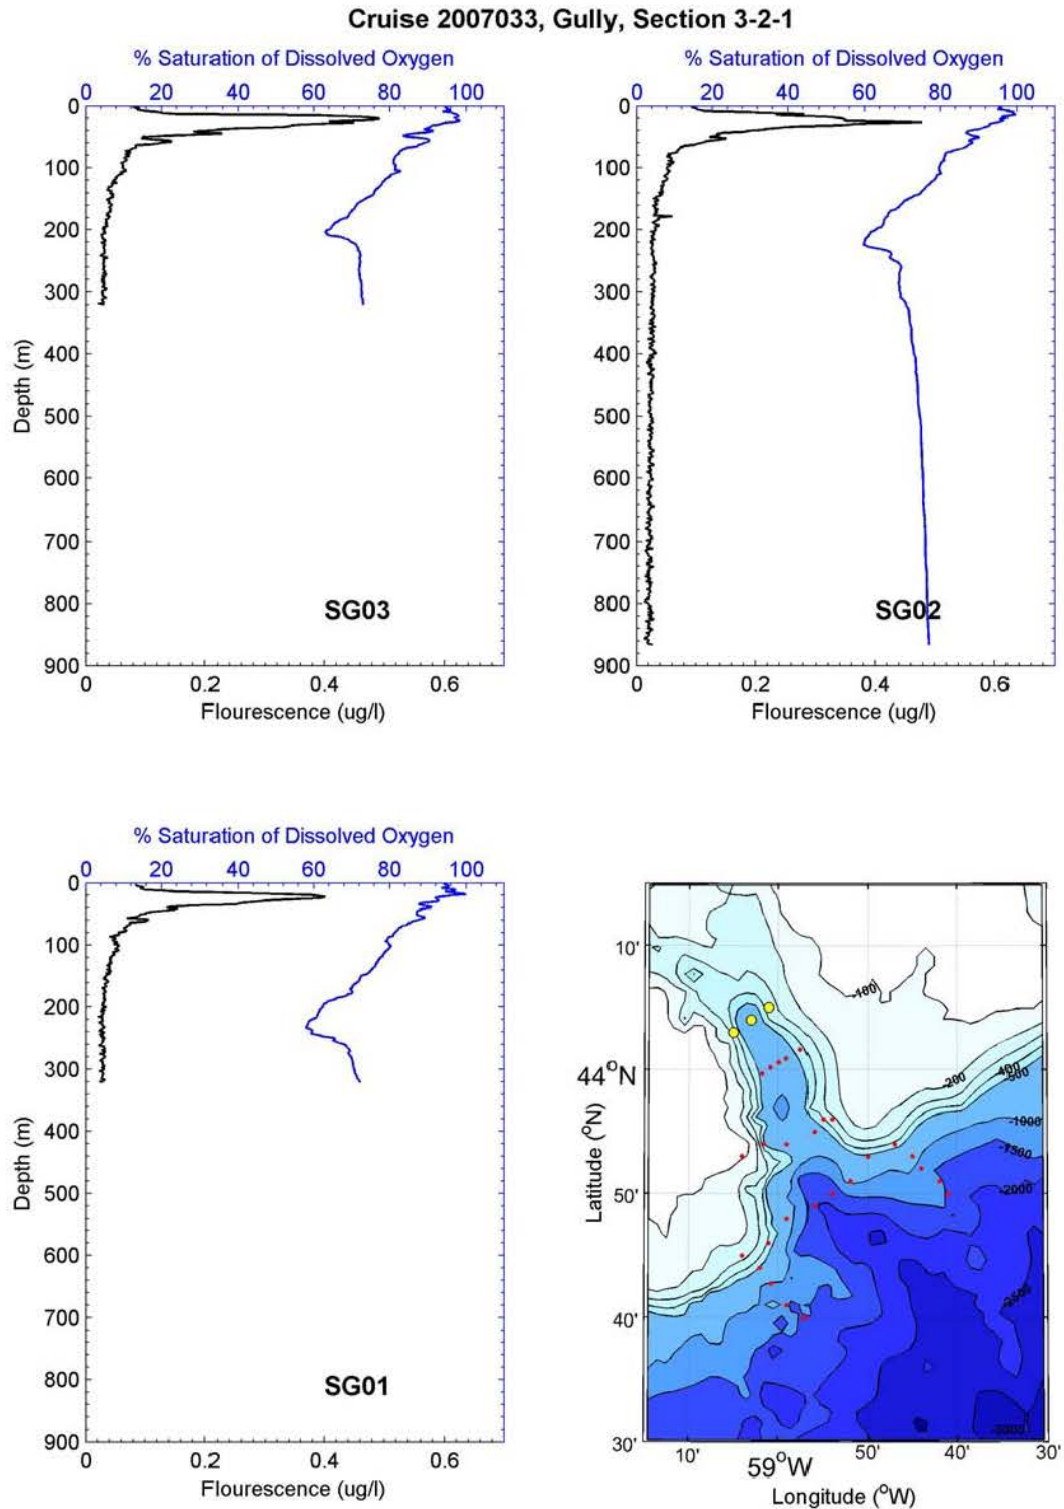 Cruise 2007033, Gully, Section 3-2-1
% Saturation of Dissolved Oxygen
0 20 40 60 80 100
0
100
200
300
400
500
600
700
800
900
Depth (m)
SG03
0 0.2 0.4 0.6
Flourescence (ug/l)
% Saturation of Dissolved Oxygen
0 20 40 60 80 100
0
100
200
300
400
500
600
700
800
900
SG02
0 0.2 0.4 0.6
Flourescence (ug/l)
% Saturation of Dissolved Oxygen
0 20 40 60 80 100
0
100
200
300
400
500
600
700
800
900
Depth (m)
SG01
0 0.2 0.4 0.6
Flourescence (ug/l)
10'
44°N
50'
40'
30'
Latitude (°N)
-100
-200
-400
-500
-1000
-1500
-2000
-2500
-3000
10' 59°W 50' 40' 30'
Longitude (°W)